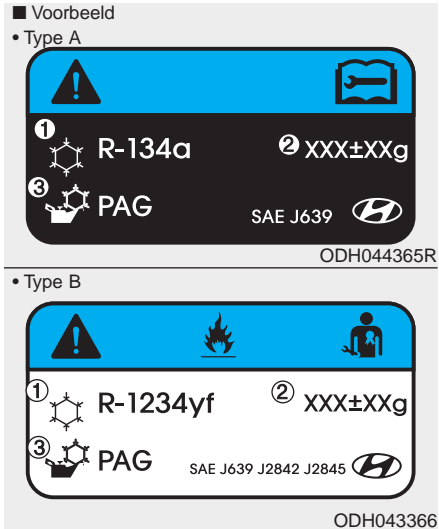 ■ Voorbeeld
• Type A
① R-134a ② XXX±XXg
③ PAG SAE J639
ODH044365R
• Type B
① R-1234yf ② XXX±XXg
③ PAG SAE J639 J2842 J2845
ODH043366